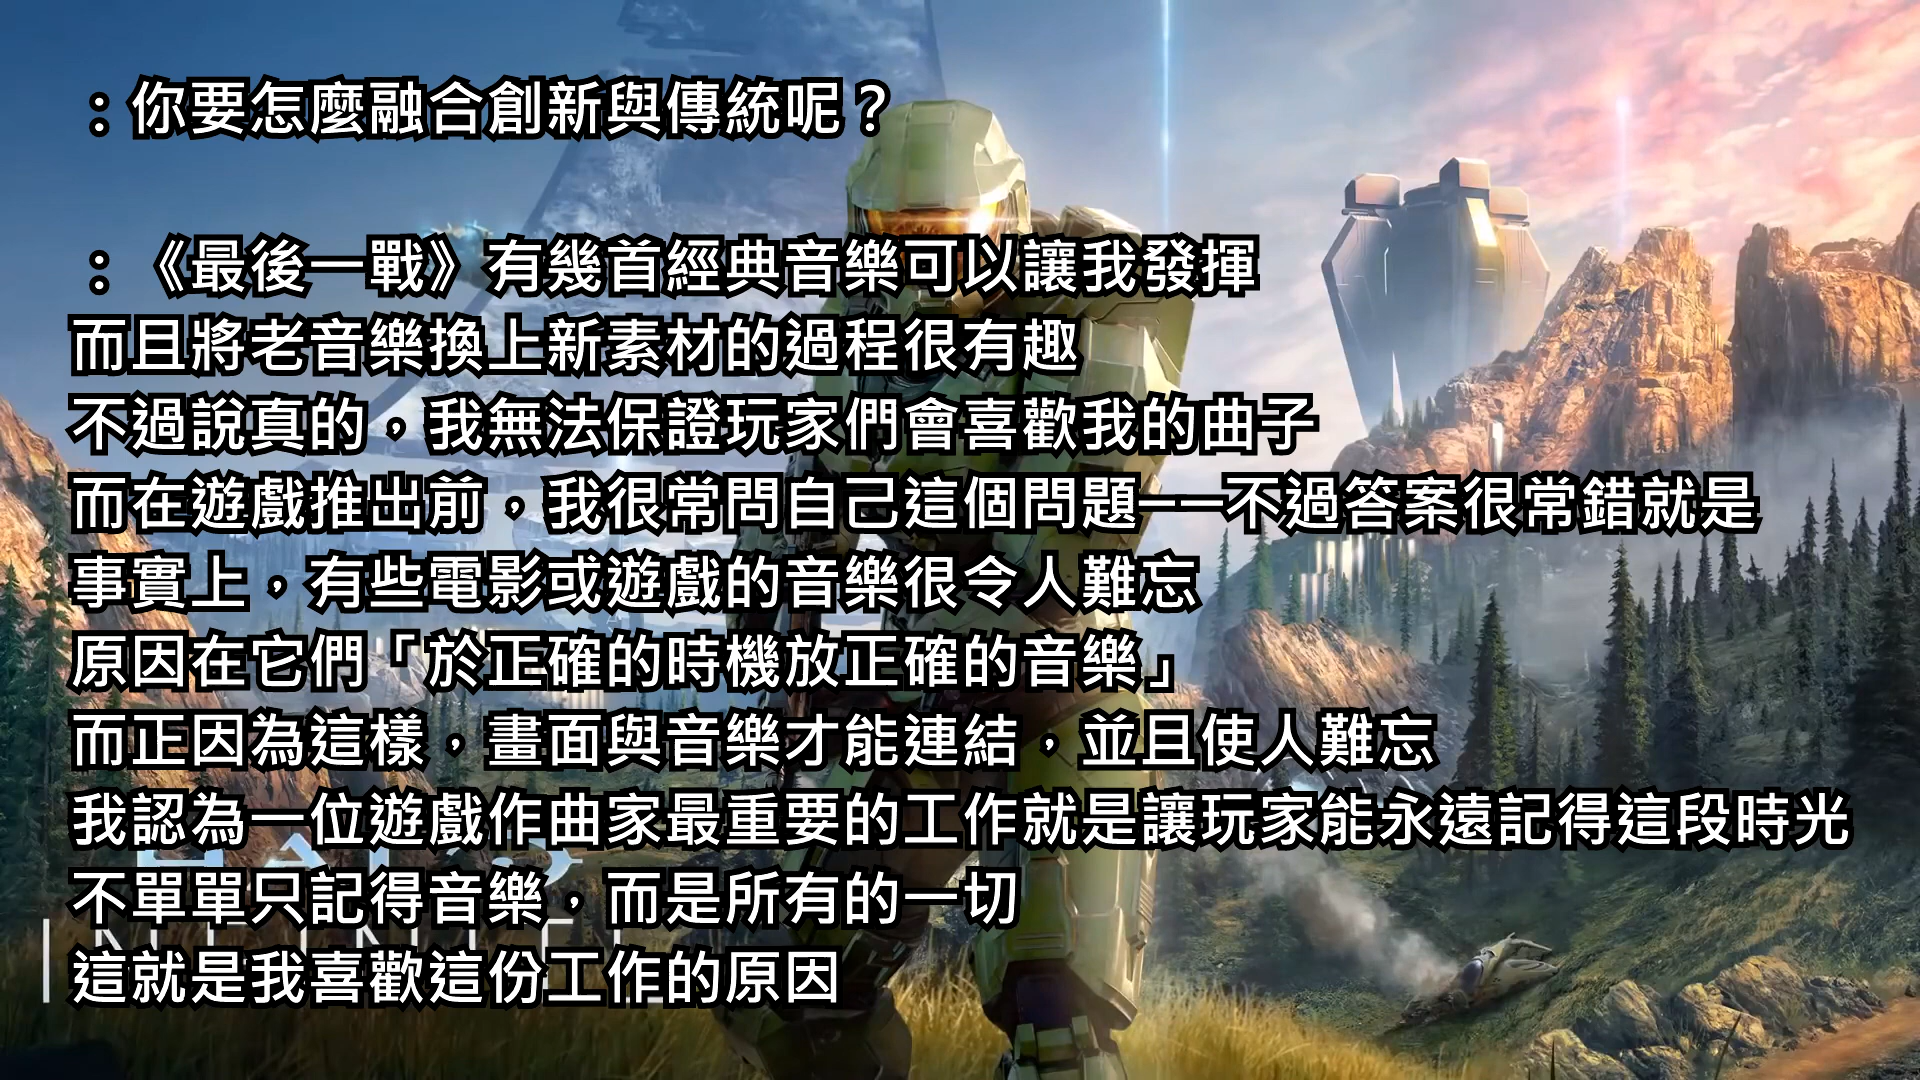 ：你要怎麼融合創新與傳統呢？
：《最後一戰》有幾首經典音樂可以讓我發揮
而且將老音樂換上新素材的過程很有趣
不過說真的，我無法保證玩家們會喜歡我的曲子
而在遊戲推出前，我很常問自己這個問題——不過答案很常錯就是
事實上，有些電影或遊戲的音樂很令人難忘
原因在它們「於正確的時機放正確的音樂」
而正因為這樣，畫面與音樂才能連結，並且使人難忘
我認為一位遊戲作曲家最重要的工作就是讓玩家能永遠記得這段時光
不單單只記得音樂，而是所有的一切
這就是我喜歡這份工作的原因